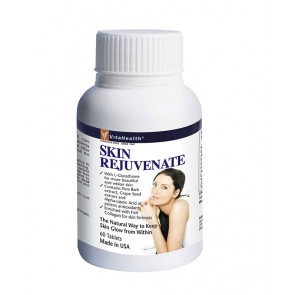 VitaHealth®
SKIN
REJUVENATE
With L-Glutathione
for more beautiful
and whiter skin
Contains Pine Bark
extract, Grape Seed
extract and
Alpha-Lipoic Acid as
potent antioxidants
Enriched with Fish
Collagen for skin firmness
The Natural Way to Keep
Skin Glow from Within
60 Tablets
Made in USA